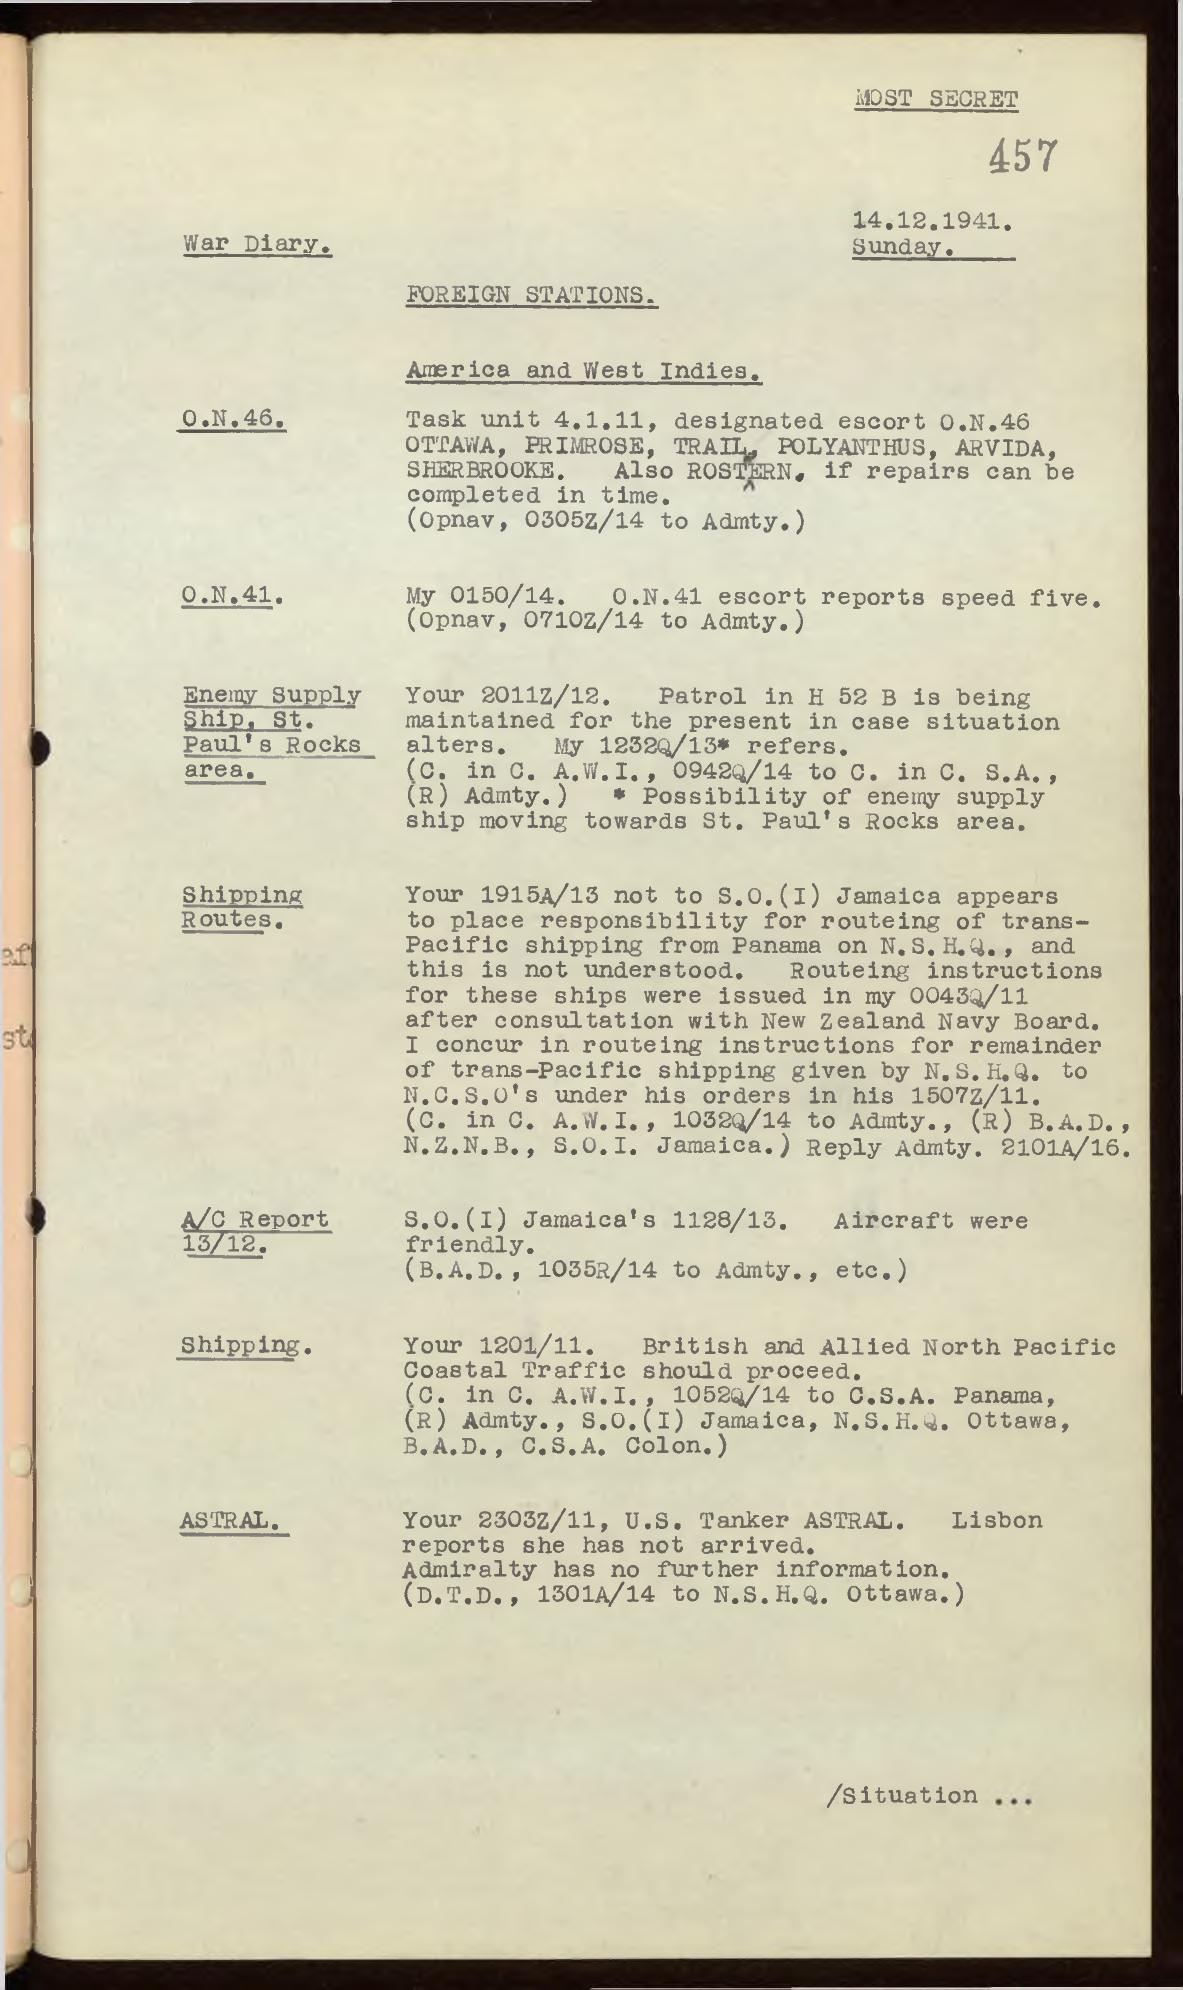 MOST SECRET
457
14.12.1941.
War Diary.
Sunday.
FOREIGN STATIONS.
America and West Indies.
O.N.46. Task unit 4.1.11, designated escort O.N.46
OTTAWA, PRIMROSE, TRAIL, POLYANTHUS, ARVIDA,
SHERBROOKE. Also ROSTERN, if repairs can be
completed in time.
(Opnav, 0305Z/14 to Admty.)
O.N.41. My 0150/14. O.N.41 escort reports speed five.
(Opnav, 0710Z/14 to Admty.)
Enemy Supply Your 2011Z/12. Patrol in H 52 B is being
Ship, St. maintained for the present in case situation
Paul's Rocks alters. My 1232Q/13* refers.
area. (C. in C. A.W.I., 0942Q/14 to C. in C. S.A.,
(R) Admty.) * Possibility of enemy supply
ship moving towards St. Paul's Rocks area.
Shipping Your 1915A/13 not to S.O.(I) Jamaica appears
Routes. to place responsibility for routeing of trans-
Pacific shipping from Panama on N.S.H.Q., and
this is not understood. Routeing instructions
for these ships were issued in my 0043Q/11
after consultation with New Zealand Navy Board.
I concur in routeing instructions for remainder
of trans-Pacific shipping given by N.S.H.Q. to
N.C.S.O's under his orders in his 1507Z/11.
(C. in C. A.W.I., 1032Q/14 to Admty., (R) B.A.D.,
N.Z.N.B., S.O.I. Jamaica.) Reply Admty. 2101A/16.
A/C Report S.O.(I) Jamaica's 1128/13. Aircraft were
13/12. friendly.
(B.A.D., 1035R/14 to Admty., etc.)
Shipping. Your 1201/11. British and Allied North Pacific
Coastal Traffic should proceed.
(C. in C. A.W.I., 1052Q/14 to C.S.A. Panama,
(R) Admty., S.O.(I) Jamaica, N.S.H.Q. Ottawa,
B.A.D., C.S.A. Colon.)
ASTRAL. Your 2303Z/11, U.S. Tanker ASTRAL. Lisbon
reports she has not arrived.
Admiralty has no further information.
(D.T.D., 1301A/14 to N.S.H.Q. Ottawa.)
/Situation ...